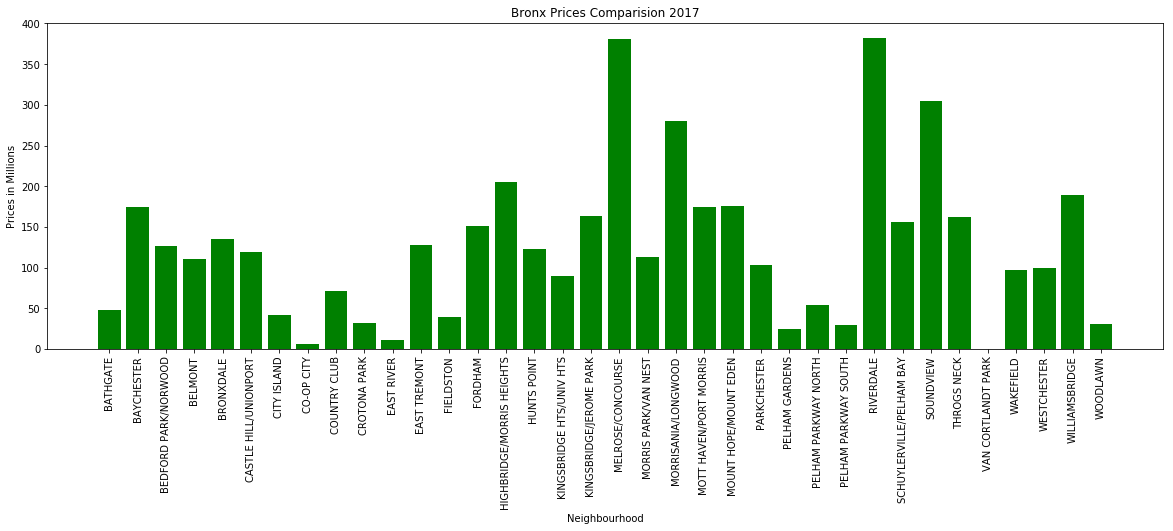 Bronx Prices Comparision 2017
Prices in Millions
400
350
300
250
200
150
100
50
0
BATHGATE
BAYCHESTER
BEDFORD PARK/NORWOOD
BELMONT
BRONXDALE
CASTLE HILL/UNIONPORT
CITY ISLAND
CO-OP CITY
COUNTRY CLUB
CROTONA PARK
EAST RIVER
EAST TREMONT
FIELDSTON
FORDHAM
HIGHBRIDGE/MORRIS HEIGHTS
HUNTS POINT
KINGSBRIDGE HTS/UNIV HTS
KINGSBRIDGE/JEROME PARK
MELROSE/CONCOURSE
MORRIS PARK/VAN NEST
MORRISANIA/LONGWOOD
MOTT HAVEN/PORT MORRIS
MOUNT HOPE/MOUNT EDEN
PARKCHESTER
PELHAM GARDENS
PELHAM PARKWAY NORTH
PELHAM PARKWAY SOUTH
RIVERDALE
SCHUYLERVILLE/PELHAM BAY
SOUNDVIEW
THROGS NECK
VAN CORTLANDT PARK
WAKEFIELD
WESTCHESTER
WILLIAMSBRIDGE
WOODLAWN
Neighbourhood